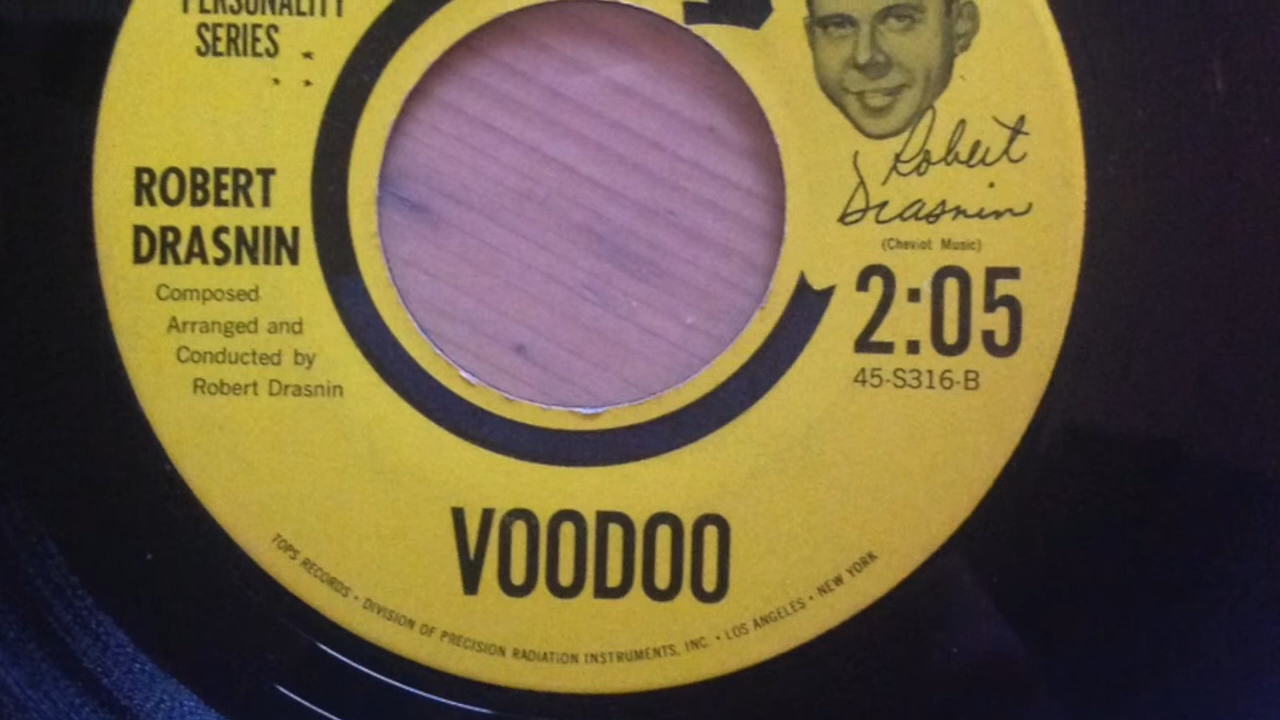 PERSONALITY
SERIES
ROBERT
DRASNIN
Composed
Arranged and
Conducted by
Robert Drasnin
Robert
Drasnin
(Cheviot Music)
2:05
45-S316-B
VOODOO
TOPS RECORDS • DIVISION OF PRECISION RADIATION INSTRUMENTS, INC. • LOS ANGELES • NEW YORK